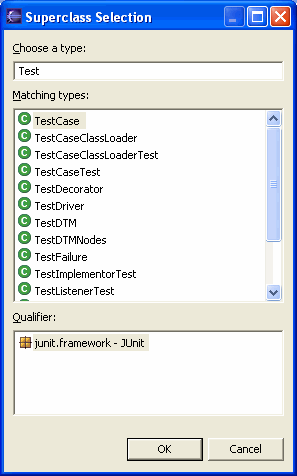 Superclass Selection
Choose a type:
Test
Matching types:
TestCase
TestCaseClassLoader
TestCaseClassLoaderTest
TestCaseTest
TestDecorator
TestDriver
TestDTM
TestDTMNodes
TestFailure
TestImplementorTest
TestListenerTest
Qualifier:
junit.framework - JUnit
OK
Cancel